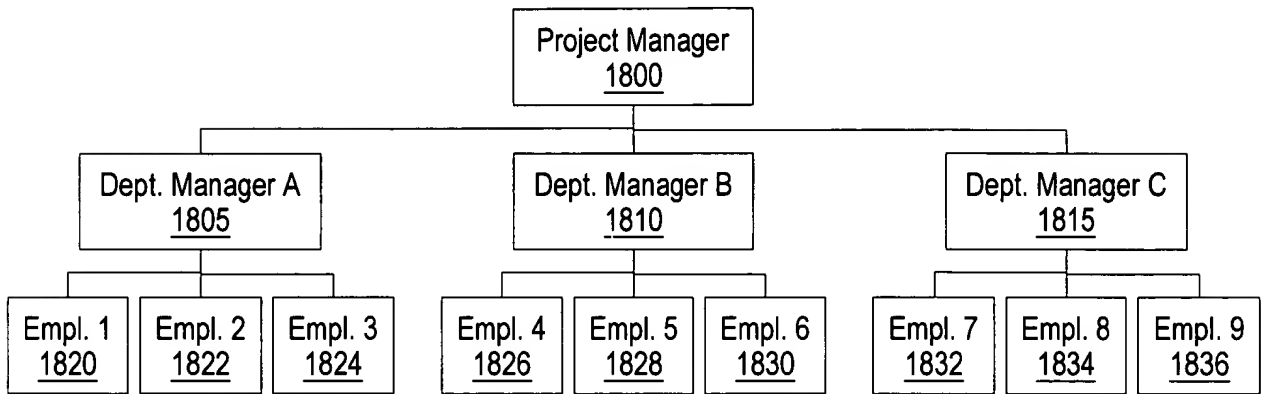 Project Manager
1800
Dept. Manager A
1805
Dept. Manager B
1810
Dept. Manager C
1815
Empl. 1
1820
Empl. 2
1822
Empl. 3
1824
Empl. 4
1826
Empl. 5
1828
Empl. 6
1830
Empl. 7
1832
Empl. 8
1834
Empl. 9
1836